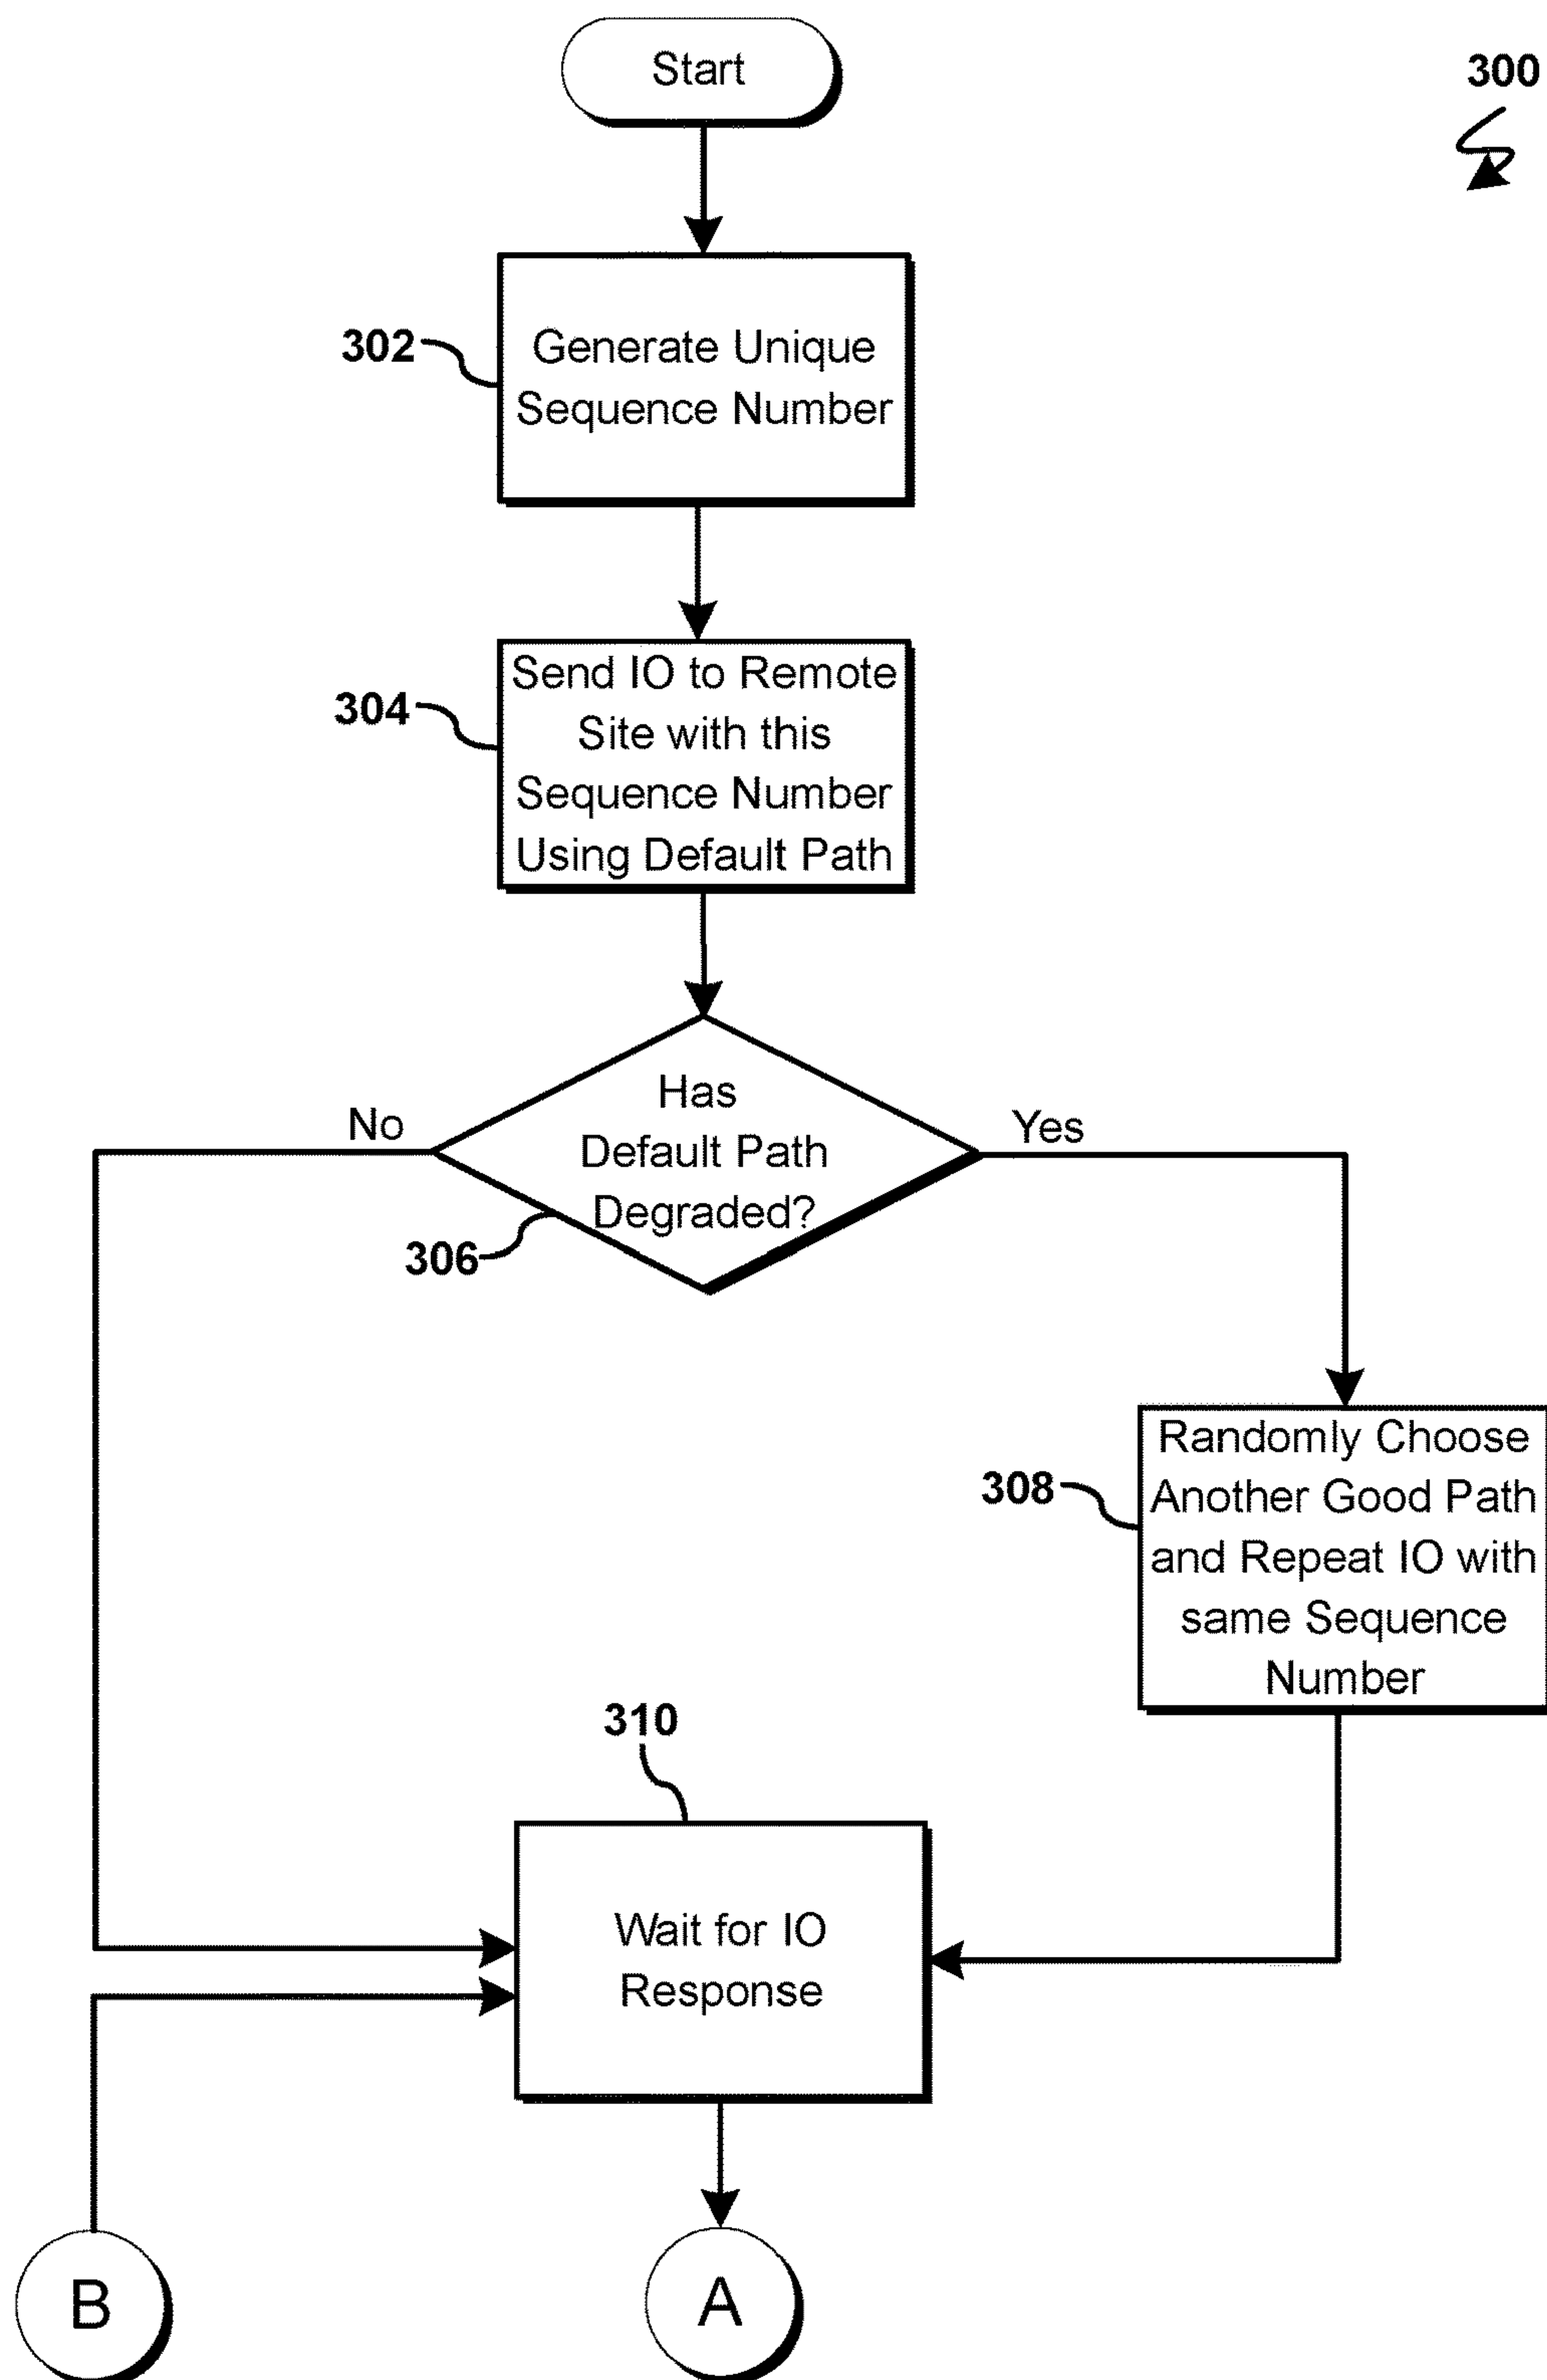 Start
300
302
Generate Unique
Sequence Number
304
Send IO to Remote
Site with this
Sequence Number
Using Default Path
No
Has
Default Path
Degraded?
Yes
306
308
Randomly Choose
Another Good Path
and Repeat IO with
same Sequence
Number
310
Wait for IO
Response
B
A